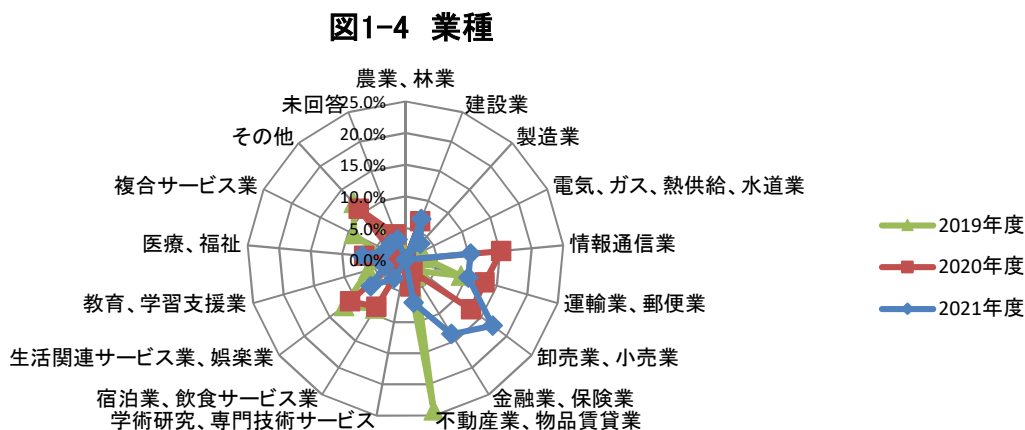 図1-4 業種
農業、林業
建設業
製造業
電気、ガス、熱供給、水道業
情報通信業
運輸業、郵便業
卸売業、小売業
金融業、保険業
不動産業、物品賃貸業
学術研究、専門技術サービス
宿泊業、飲食サービス業
生活関連サービス業、娯楽業
教育、学習支援業
医療、福祉
複合サービス業
その他
未回答
25.0%
20.0%
15.0%
10.0%
5.0%
0.0%
2019年度
2020年度
2021年度